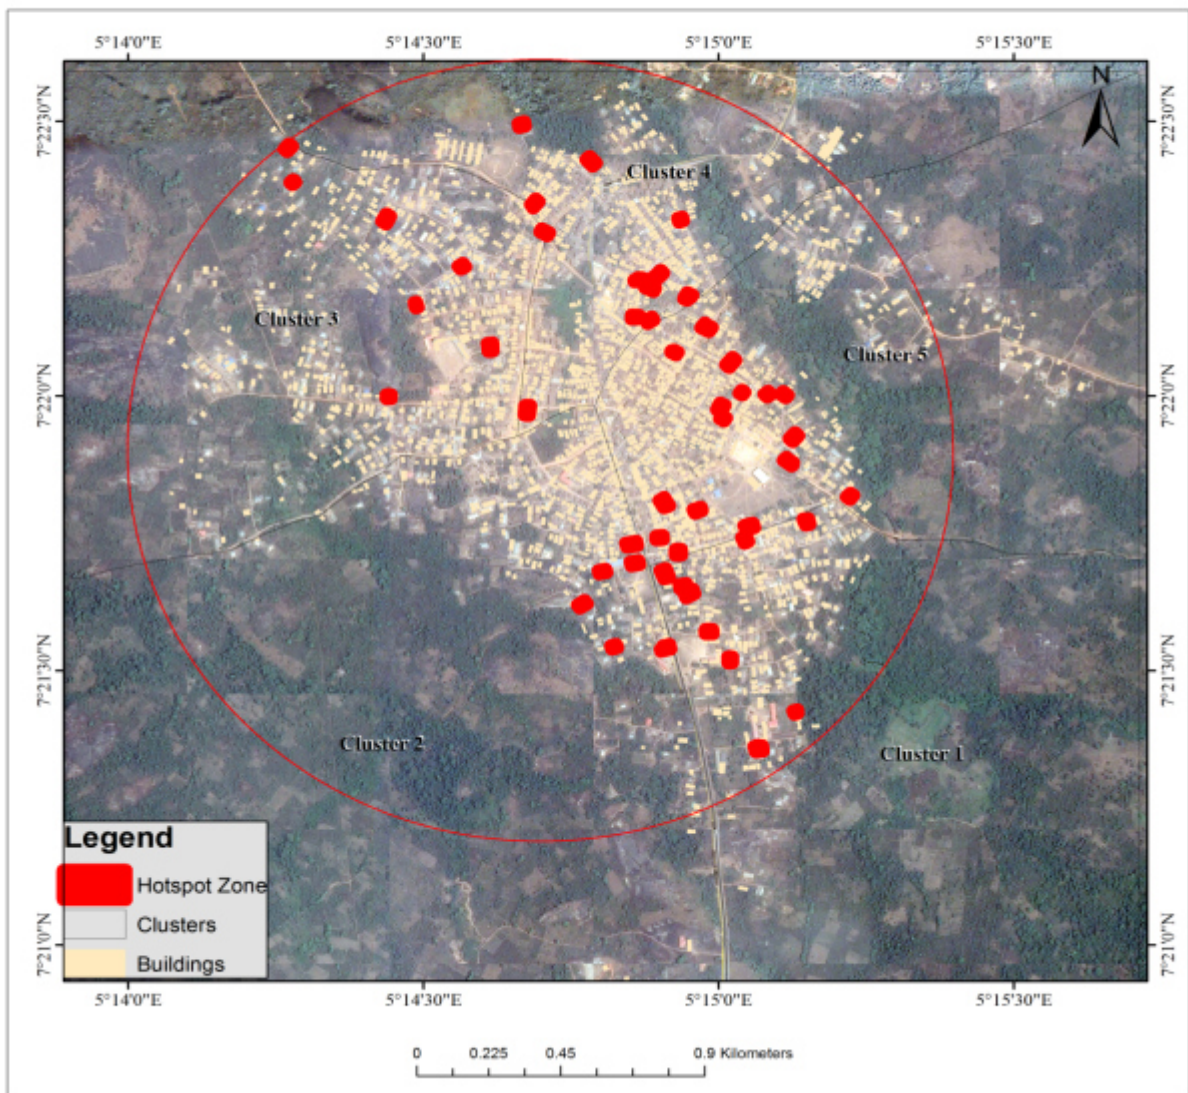 5°14'0"E 5°14'30"E 5°15'0"E 5°15'30"E
N
7°22'30"N 7°22'30"N
Cluster 4
Cluster 3
Cluster 5
7°22'0"N 7°22'0"N
7°21'30"N 7°21'30"N
Cluster 2
Cluster 1
Legend
Hotspot Zone
Clusters
Buildings
7°21'0"N 7°21'0"N
5°14'0"E 5°14'30"E 5°15'0"E 5°15'30"E
0 0.225 0.45 0.9 Kilometers